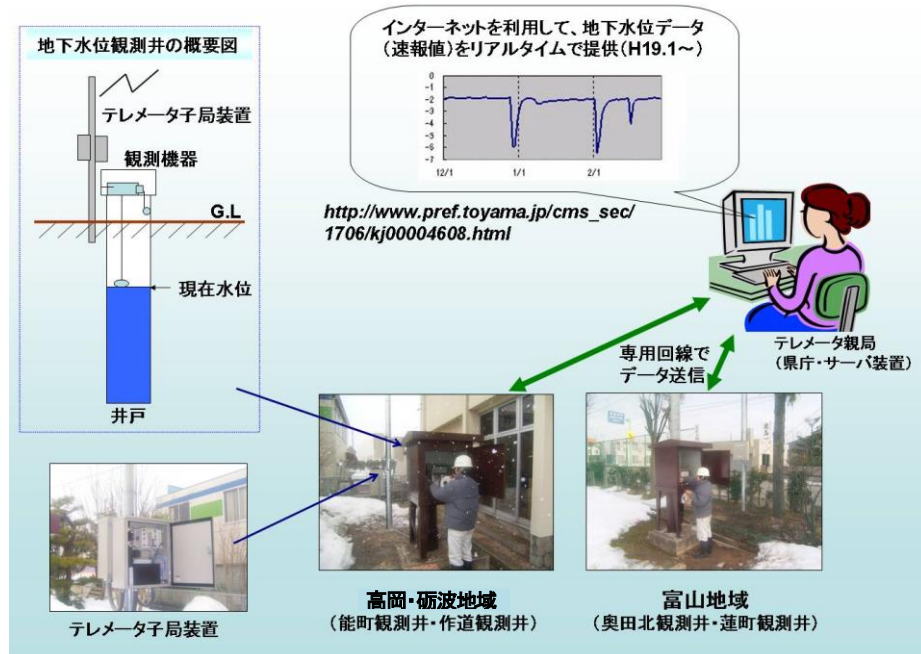 地下水位観測井の概要図
テレメータ子局装置
観測機器
G.L
現在水位
井戸
インターネットを利用して、地下水位データ
（速報値）をリアルタイムで提供（H19.1～）
0
-1
-2
-3
-4
-5
-6
-7
12/1 1/1 2/1
http://www.pref.toyama.jp/cms_sec/
1706/kj00004608.html
テレメータ親局
（県庁・サーバ装置）
専用回線で
データ送信
テレメータ子局装置
高岡・砺波地域
（能町観測井・作道観測井）
富山地域
（奥田北観測井・蓮町観測井）